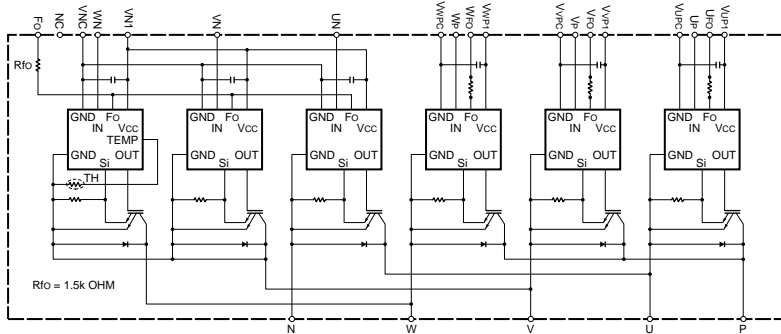 FO NC VNC WN VN1 VN UN VWPC WP WFO VWP1 VVPC VP VFO VVP1 VUPC UP UFO VUP1
RfO
GND FO IN VCC TEMP GND OUT Si
GND FO IN VCC GND OUT Si
GND FO IN VCC GND OUT Si
GND FO IN VCC GND OUT Si
GND FO IN VCC GND OUT Si
GND FO IN VCC GND OUT Si
TH
RfO = 1.5k OHM
N W V U P